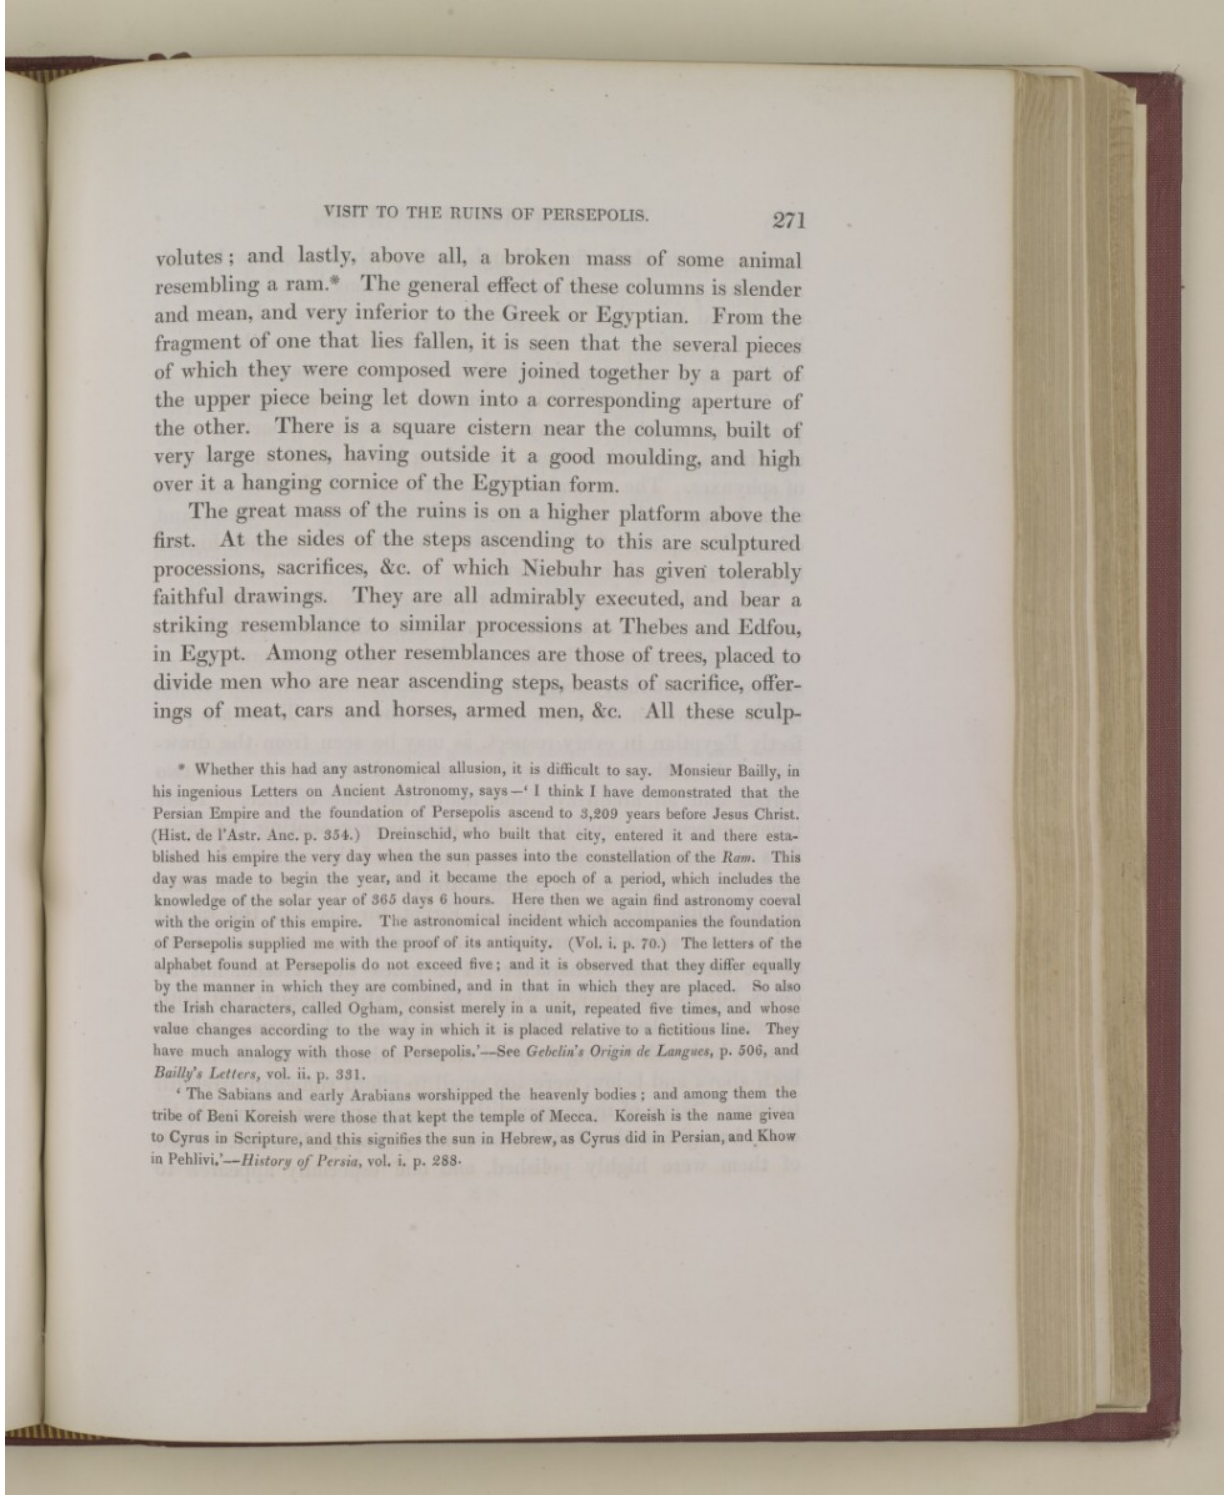 VISIT TO THE RUINS OF PERSEPOLIS. 271
volutes; and lastly, above all, a broken mass of some animal
resembling a ram.* The general effect of these columns is slender
and mean, and very inferior to the Greek or Egyptian. From the
fragment of one that lies fallen, it is seen that the several pieces
of which they were composed were joined together by a part of
the upper piece being let down into a corresponding aperture of
the other. There is a square cistern near the columns, built of
very large stones, having outside it a good moulding, and high
over it a hanging cornice of the Egyptian form.
The great mass of the ruins is on a higher platform above the
first. At the sides of the steps ascending to this are sculptured
processions, sacrifices, &c. of which Niebuhr has given tolerably
faithful drawings. They are all admirably executed, and bear a
striking resemblance to similar processions at Thebes and Edfou,
in Egypt. Among other resemblances are those of trees, placed to
divide men who are near ascending steps, beasts of sacrifice, offer-
ings of meat, cars and horses, armed men, &c. All these sculp-
* Whether this had any astronomical allusion, it is difficult to say. Monsieur Bailly, in
his ingenious Letters on Ancient Astronomy, says—‘ I think I have demonstrated that the
Persian Empire and the foundation of Persepolis ascend to 3,209 years before Jesus Christ.
(Hist. de l'Astr. Anc. p. 354.) Dreinschid, who built that city, entered it and there esta-
blished his empire the very day when the sun passes into the constellation of the Ram. This
day was made to begin the year, and it became the epoch of a period, which includes the
knowledge of the solar year of 365 days 6 hours. Here then we again find astronomy coeval
with the origin of this empire. The astronomical incident which accompanies the foundation
of Persepolis supplied me with the proof of its antiquity. (Vol. i. p. 70.) The letters of the
alphabet found at Persepolis do not exceed five; and it is observed that they differ equally
by the manner in which they are combined, and in that in which they are placed. So also
the Irish characters, called Ogham, consist merely in a unit, repeated five times, and whose
value changes according to the way in which it is placed relative to a fictitious line. They
have much analogy with those of Persepolis.’—See Gebelin's Origin de Langues, p. 506, and
Bailly's Letters, vol. ii. p. 331.
‘ The Sabians and early Arabians worshipped the heavenly bodies; and among them the
tribe of Beni Koreish were those that kept the temple of Mecca. Koreish is the name given
to Cyrus in Scripture, and this signifies the sun in Hebrew, as Cyrus did in Persian, and Khow
in Pehlivi.’—History of Persia, vol. i. p. 288.